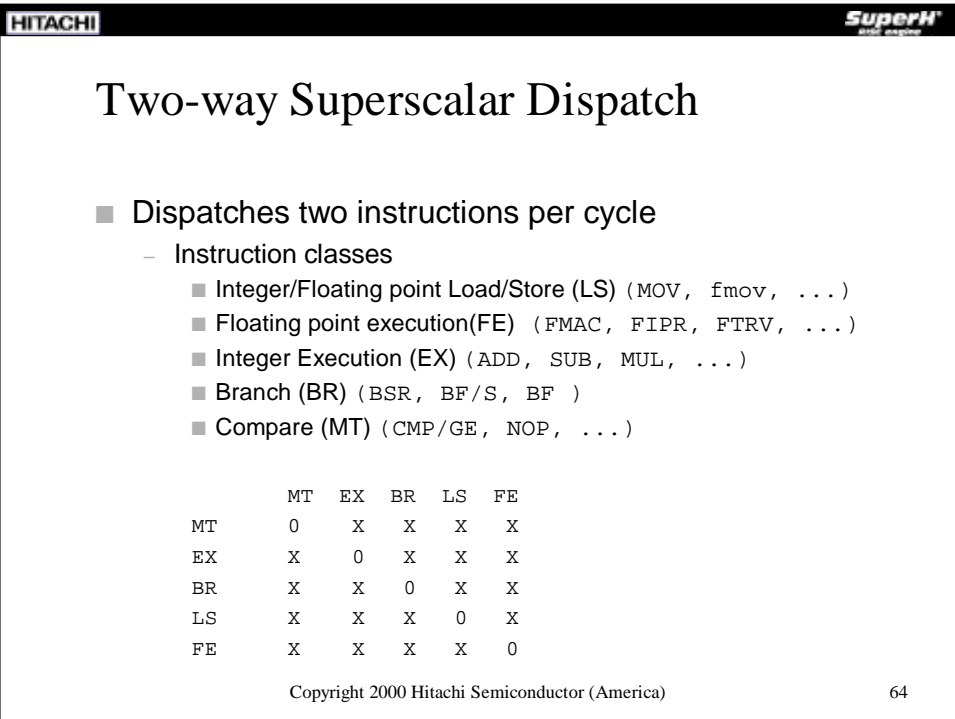 HITACHI
SuperH
RISC engine
Two-way Superscalar Dispatch
Dispatches two instructions per cycle
– Instruction classes
Integer/Floating point Load/Store (LS) (MOV, fmov, ...)
Floating point execution(FE) (FMAC, FIPR, FTRV, ...)
Integer Execution (EX) (ADD, SUB, MUL, ...)
Branch (BR) (BSR, BF/S, BF )
Compare (MT) (CMP/GE, NOP, ...)
MT EX BR LS FE
MT 0 X X X X
EX X 0 X X X
BR X X 0 X X
LS X X X 0 X
FE X X X X 0
Copyright 2000 Hitachi Semiconductor (America) 64